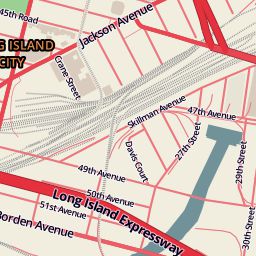 45th Road
Jackson Avenue
G ISLAND
CITY
Crane Street
Skillman Avenue
47th Avenue
Davis Court
27th Street
29th Street
49th Avenue
50th Avenue
Long Island Expressway
51st Avenue
Borden Avenue
30th Street